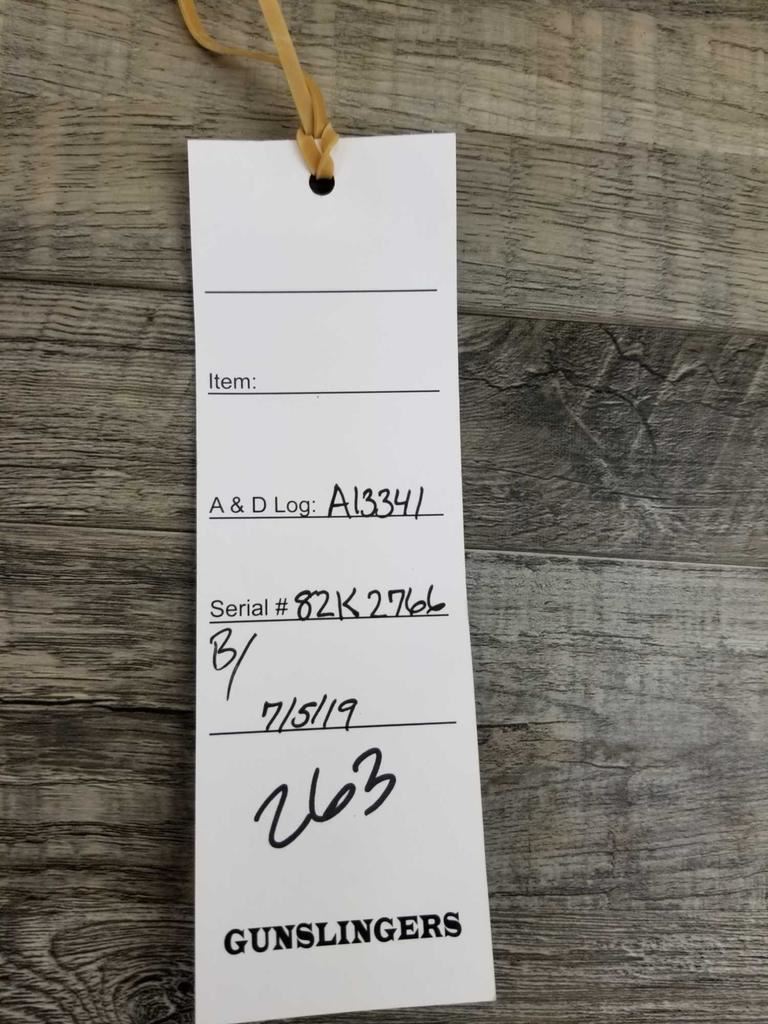 Item:
A & D Log: A13341
Serial # 82K2766
B/
7/5/19
263
GUNSLINGERS